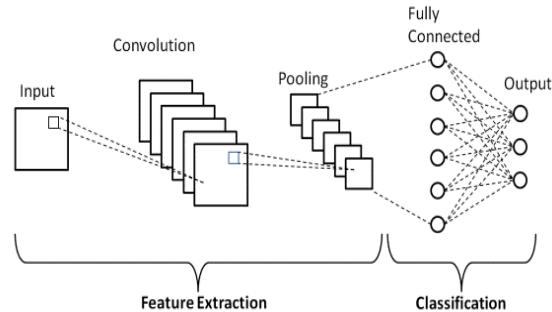 Input
Convolution
Pooling
Fully
Connected
Output
Feature Extraction
Classification